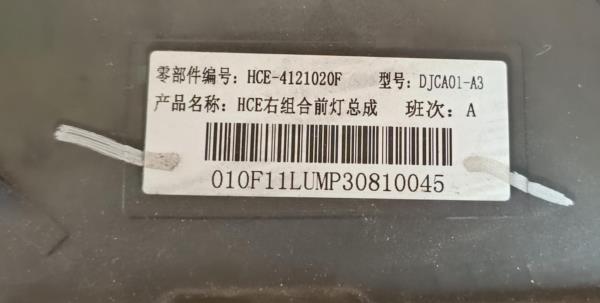 零部件编号: HCE-4121020F 型号: DJCA01-A3
产品名称: HCE右组合前灯总成 班次: A
010F11LUMP30810045